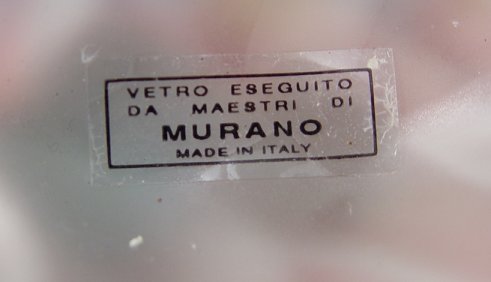 VETRO ESEGUITO
DA MAESTRI DI
MURANO
MADE IN ITALY